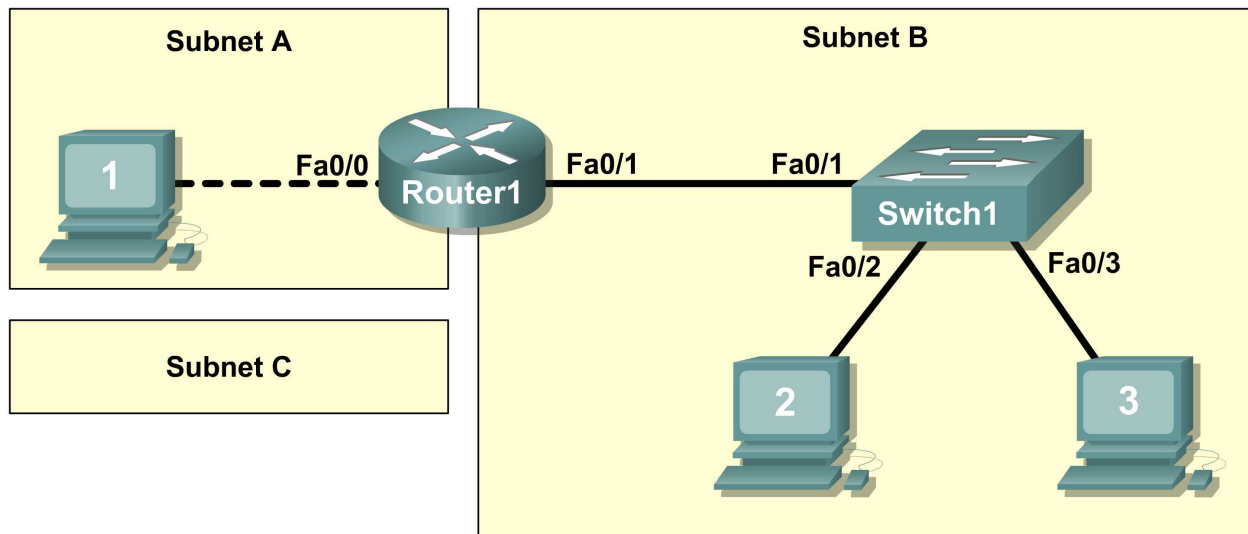 Subnet A
Subnet B
1
Fa0/0
Router1
Fa0/1
Fa0/1
Switch1
Fa0/2
Fa0/3
Subnet C
2
3